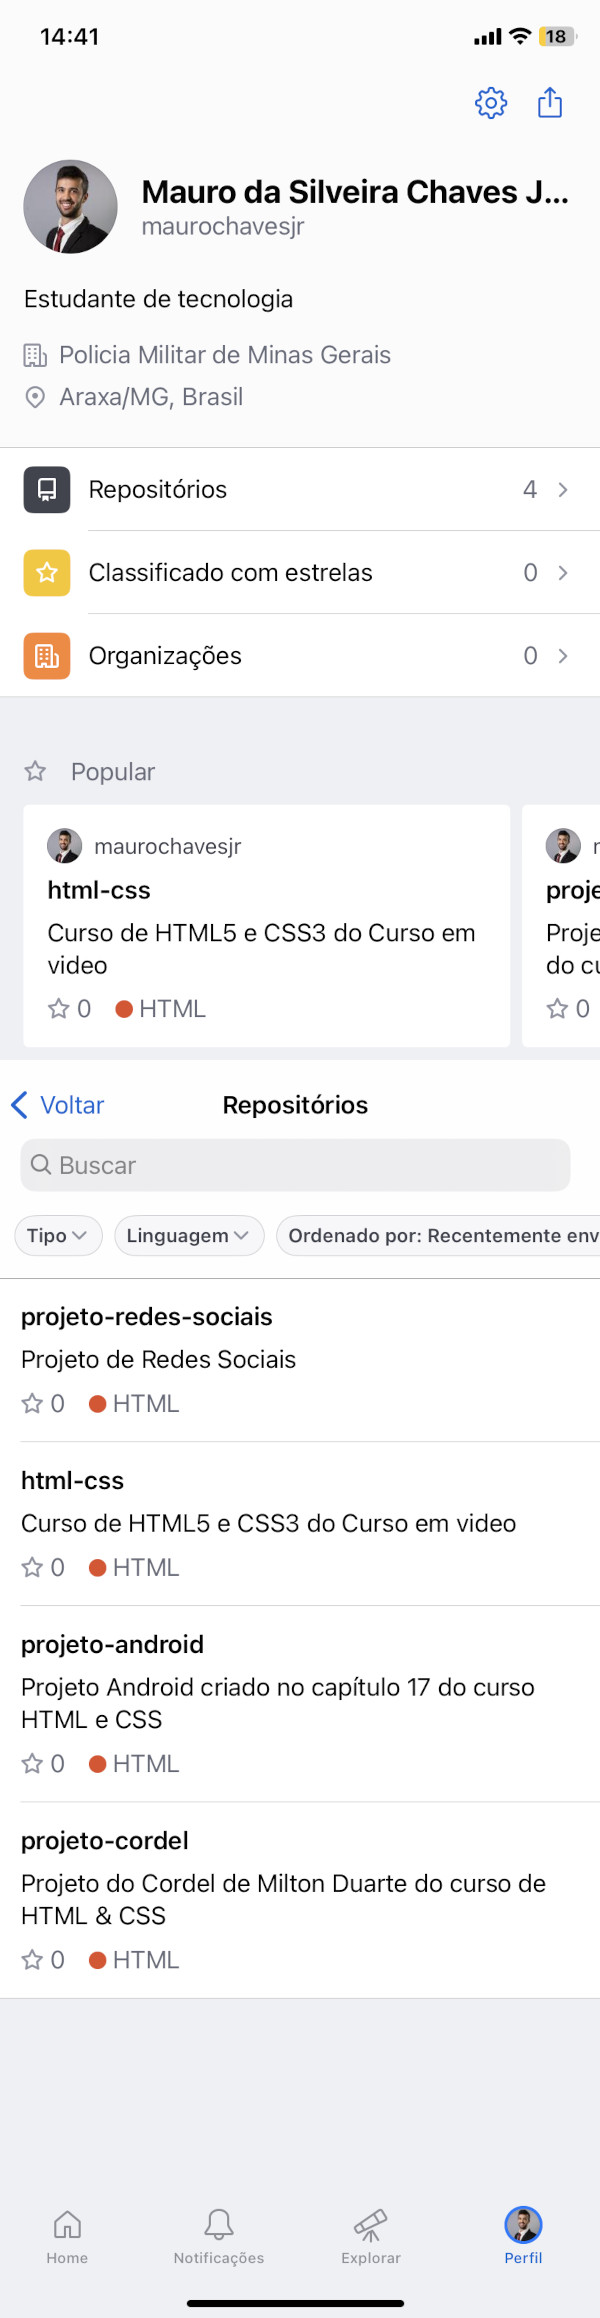 14:41
18
Mauro da Silveira Chaves J...
maurochavesjr
Estudante de tecnologia
Policia Militar de Minas Gerais
Araxa/MG, Brasil
Repositórios 4
Classificado com estrelas 0
Organizações 0
Popular
maurochavesjr
html-css
Curso de HTML5 e CSS3 do Curso em
video
0 HTML
proje
Proje
do cu
0
Voltar Repositórios
Buscar
Tipo Linguagem Ordenado por: Recentemente env
projeto-redes-sociais
Projeto de Redes Sociais
0 HTML
html-css
Curso de HTML5 e CSS3 do Curso em video
0 HTML
projeto-android
Projeto Android criado no capítulo 17 do curso
HTML e CSS
0 HTML
projeto-cordel
Projeto do Cordel de Milton Duarte do curso de
HTML & CSS
0 HTML
Home Notificações Explorar Perfil